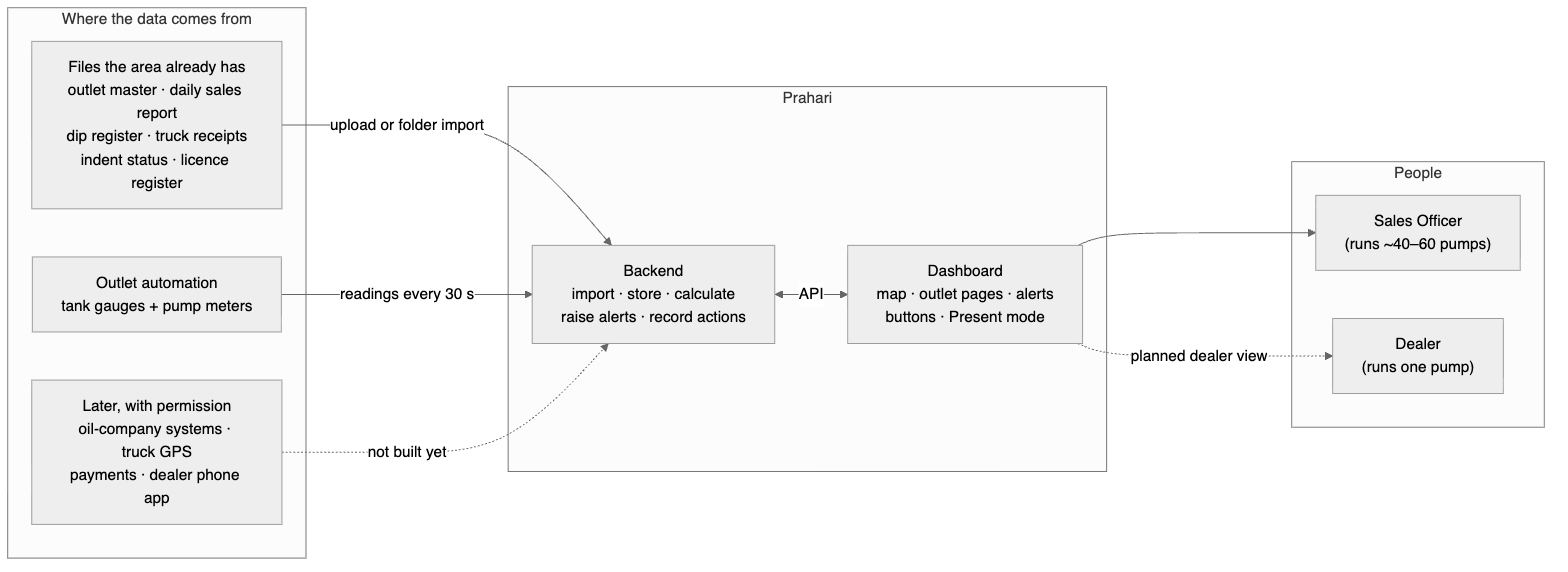 Where the data comes from
Files the area already has
outlet master · daily sales
report
dip register · truck receipts
indent status · licence
register
Outlet automation
tank gauges + pump meters
Later, with permission
oil-company systems ·
truck GPS
payments · dealer phone
app
upload or folder import
readings every 30 s
not built yet
Prahari
Backend
import · store · calculate
raise alerts · record actions
API
Dashboard
map · outlet pages · alerts
buttons · Present mode
planned dealer view
People
Sales Officer
(runs ~40–60 pumps)
Dealer
(runs one pump)